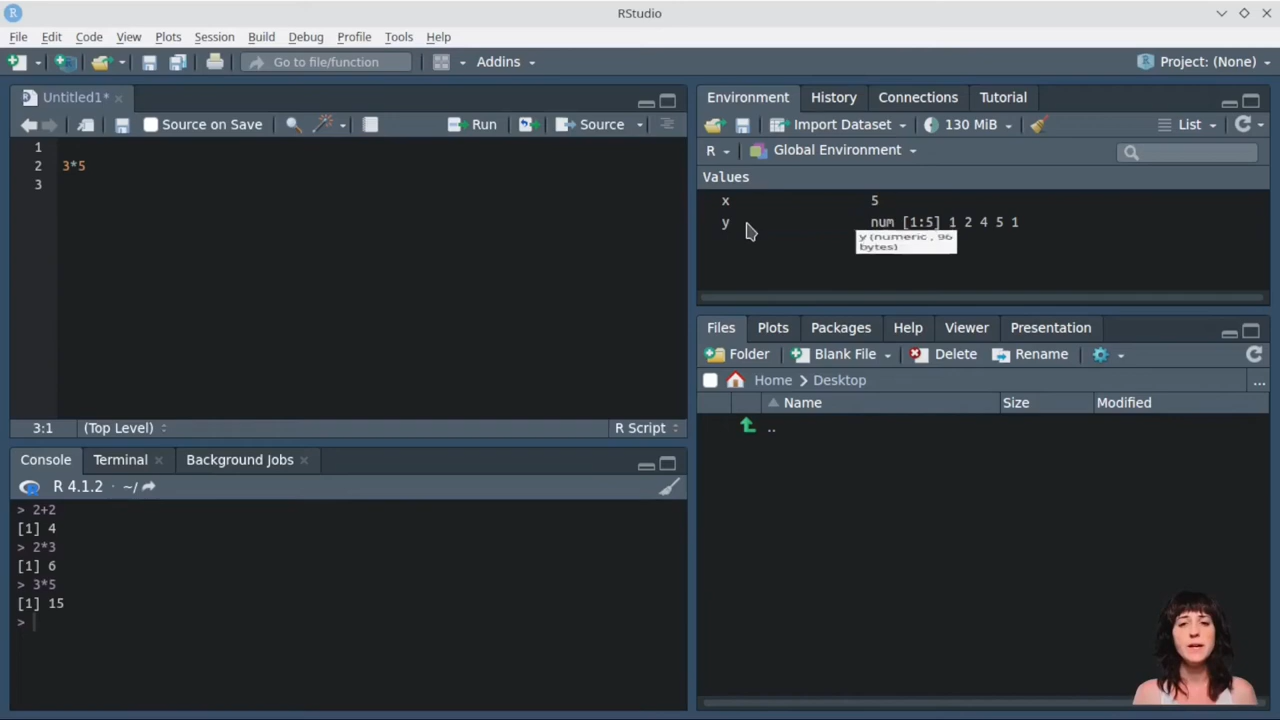 R
RStudio
File Edit Code View Plots Session Build Debug Profile Tools Help
Go to file/function
Addins
R Project: (None)
Untitled1*
Source on Save
Run
Source
1
2 3*5
3
3:1 (Top Level) R Script
Console Terminal Background Jobs
R 4.1.2 · ~/
> 2+2
[1] 4
> 2*3
[1] 6
> 3*5
[1] 15
>
Environment History Connections Tutorial
Import Dataset 130 MiB List
R Global Environment
Values
x 5
y num [1:5] 1 2 4 5 1
y (numeric, 96
bytes)
Files Plots Packages Help Viewer Presentation
Folder Blank File Delete Rename
Home Desktop ...
Name Size Modified
..